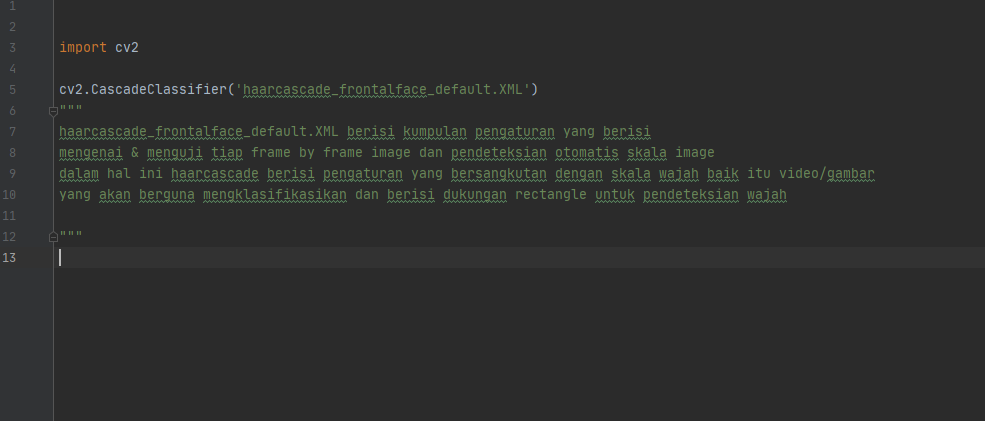 1
2
3 import cv2
4
5 cv2.CascadeClassifier('haarcascade_frontalface_default.XML')
6 """
7 haarcascade_frontalface_default.XML berisi kumpulan pengaturan yang berisi
8 mengenai & menguji tiap frame by frame image dan pendeteksian otomatis skala image
9 dalam hal ini haarcascade berisi pengaturan yang bersangkutan dengan skala wajah baik itu video/gambar
10 yang akan berguna mengklasifikasikan dan berisi dukungan rectangle untuk pendeteksian wajah
11
12 """
13